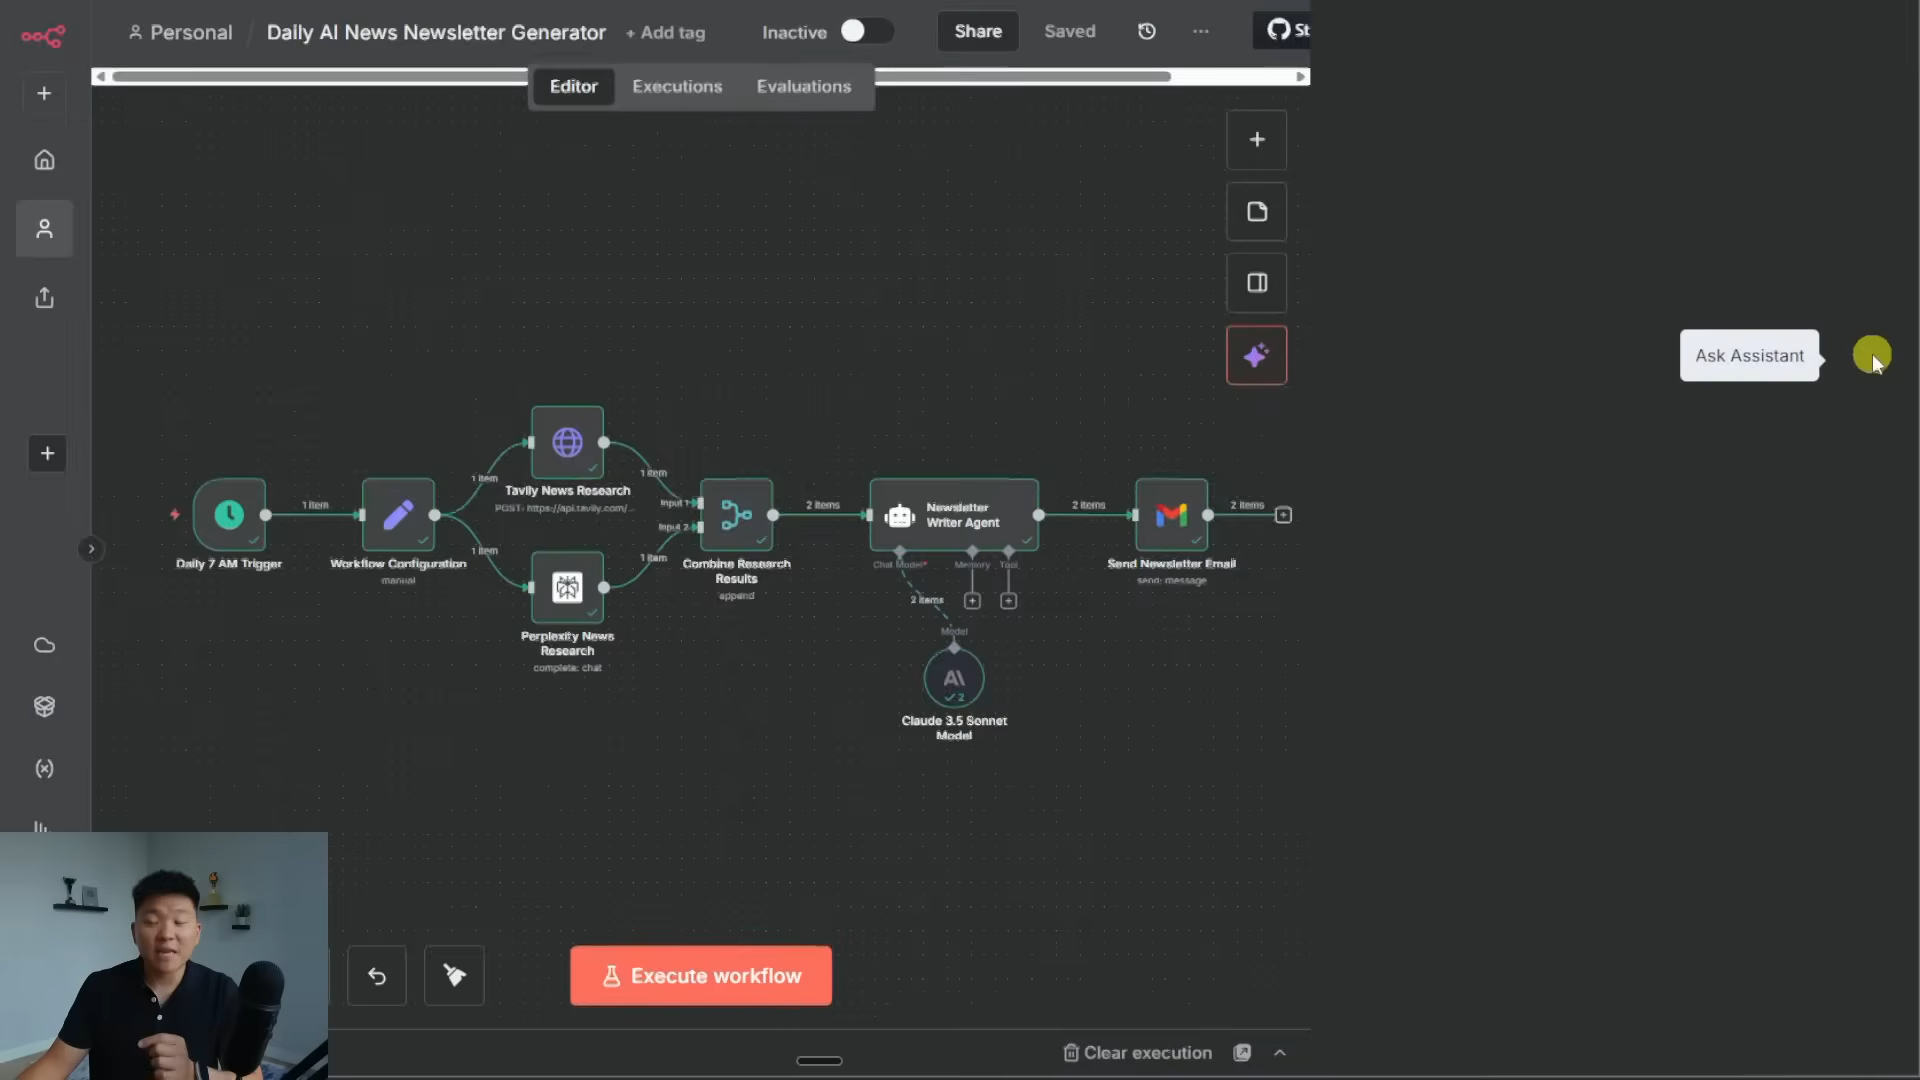 Personal / Daily AI News Newsletter Generator + Add tag Inactive Share Saved ... St
Editor Executions Evaluations
Ask Assistant
Daily 7 AM Trigger
1 item
Workflow Configuration
manual
1 item
1 item
Tavily News Research
POST: https://api.tavily.com/...
Perplexity News
Research
complete: chat
1 item
1 item
Input 1
Input 2
Combine Research
Results
append
2 items
Newsletter
Writer Agent
Chat Model*
Memory
Tool
2 items
Model
AI
2
Claude 3.5 Sonnet
Model
2 items
Send Newsletter Email
send: message
2 items
Execute workflow
Clear execution